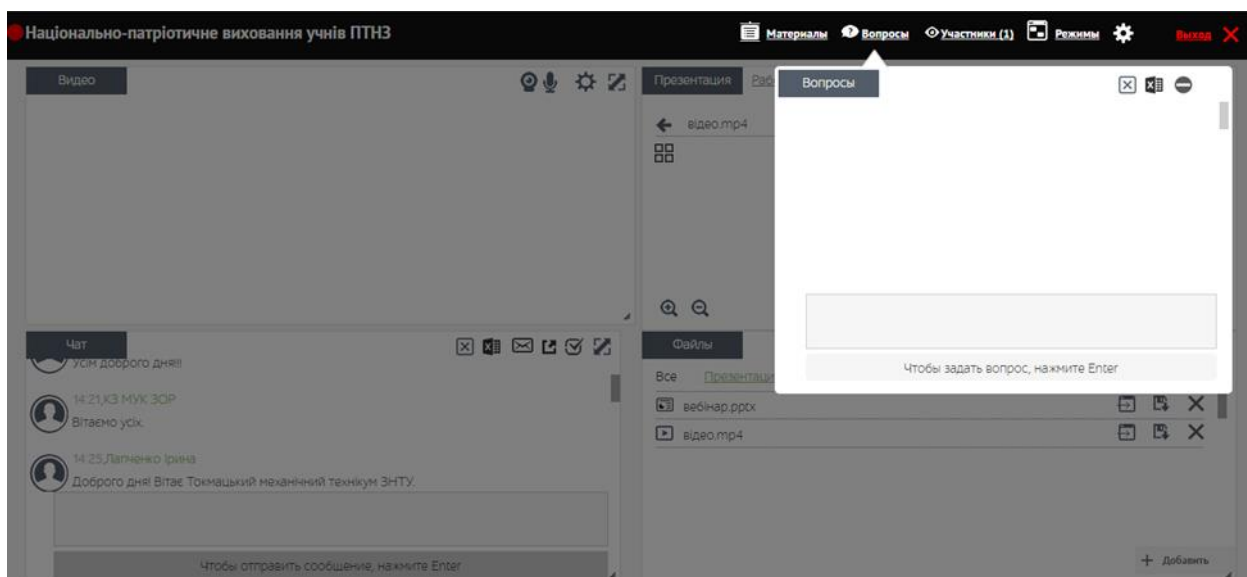 Національно-патріотичне виховання учнів ПТНЗ
Материалы Вопросы Участники (1) Режимы Выход
Видео
Презентация
Вопросы
відео.mp4
Чат
Усім доброго дня!!!
14:21,КЗ МУК ЗОР
Вітаємо усіх.
14:25,Лапченко Ірина
Доброго дня! Вітає Токмацький механічний технікум ЗНТУ.
Чтобы отправить сообщение, нажмите Enter
Чтобы задать вопрос, нажмите Enter
Файлы
Все
вебінар.pptx
відео.mp4
+ Добавить